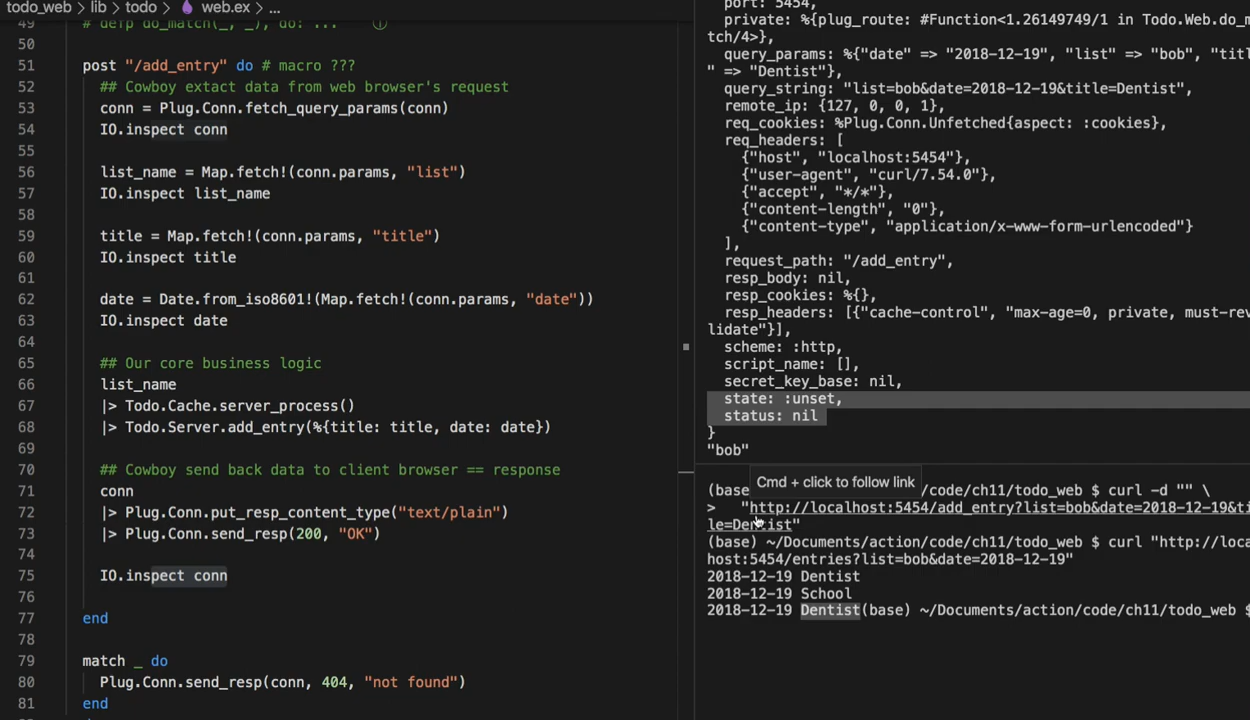 todo_web > lib > todo > web.ex > ...
49 # defp do_match(_, _), do: ...
50
51 post "/add_entry" do # macro ???
52 ## Cowboy extact data from web browser's request
53 conn = Plug.Conn.fetch_query_params(conn)
54 IO.inspect conn
55
56 list_name = Map.fetch!(conn.params, "list")
57 IO.inspect list_name
58
59 title = Map.fetch!(conn.params, "title")
60 IO.inspect title
61
62 date = Date.from_iso8601!(Map.fetch!(conn.params, "date"))
63 IO.inspect date
64
65 ## Our core business logic
66 list_name
67 |> Todo.Cache.server_process()
68 |> Todo.Server.add_entry(%{title: title, date: date})
69
70 ## Cowboy send back data to client browser == response
71 conn
72 |> Plug.Conn.put_resp_content_type("text/plain")
73 |> Plug.Conn.send_resp(200, "OK")
74
75 IO.inspect conn
76
77 end
78
79 match _ do
80 Plug.Conn.send_resp(conn, 404, "not found")
81 end
port: 5454,
private: %{plug_route: #Function<1.26149749/1 in Todo.Web.do_m
tch/4>},
query_params: %{"date" => "2018-12-19", "list" => "bob", "titl
" => "Dentist"},
query_string: "list=bob&date=2018-12-19&title=Dentist",
remote_ip: {127, 0, 0, 1},
req_cookies: %Plug.Conn.Unfetched{aspect: :cookies},
req_headers: [
{"host", "localhost:5454"},
{"user-agent", "curl/7.54.0"},
{"accept", "*/*"},
{"content-length", "0"},
{"content-type", "application/x-www-form-urlencoded"}
],
request_path: "/add_entry",
resp_body: nil,
resp_cookies: %{},
resp_headers: [{"cache-control", "max-age=0, private, must-rev
lidate"}],
scheme: :http,
script_name: [],
secret_key_base: nil,
state: :unset,
status: nil
}
"bob"
Cmd + click to follow link
(base /code/ch11/todo_web $ curl -d "" \
> "http://localhost:5454/add_entry?list=bob&date=2018-12-19&ti
le=Dentist"
(base) ~/Documents/action/code/ch11/todo_web $ curl "http://loca
host:5454/entries?list=bob&date=2018-12-19"
2018-12-19 Dentist
2018-12-19 School
2018-12-19 Dentist(base) ~/Documents/action/code/ch11/todo_web $